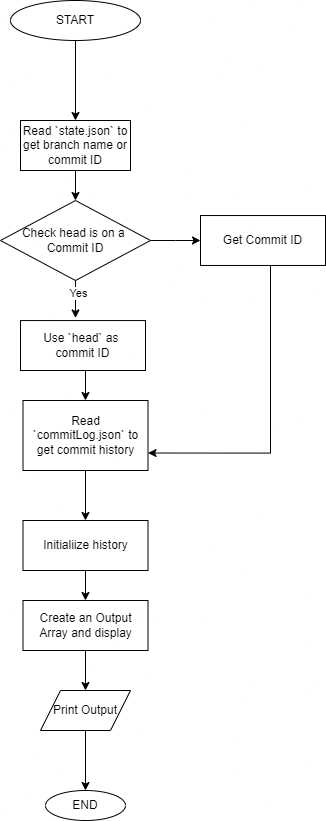 START
Read `state.json` to
get branch name or
commit ID
Check head is on a
Commit ID
Get Commit ID
Yes
Use `head` as
commit ID
Read
`commitLog.json` to
get commit history
Initialiize history
Create an Output
Array and display
Print Output
END